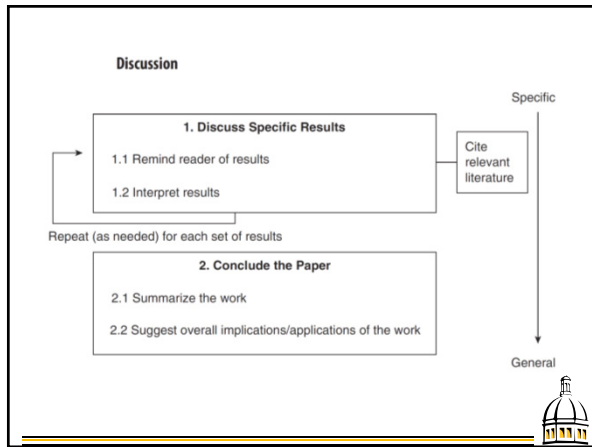 Discussion
Specific
1. Discuss Specific Results
1.1 Remind reader of results
1.2 Interpret results
Cite
relevant
literature
Repeat (as needed) for each set of results
2. Conclude the Paper
2.1 Summarize the work
2.2 Suggest overall implications/applications of the work
General